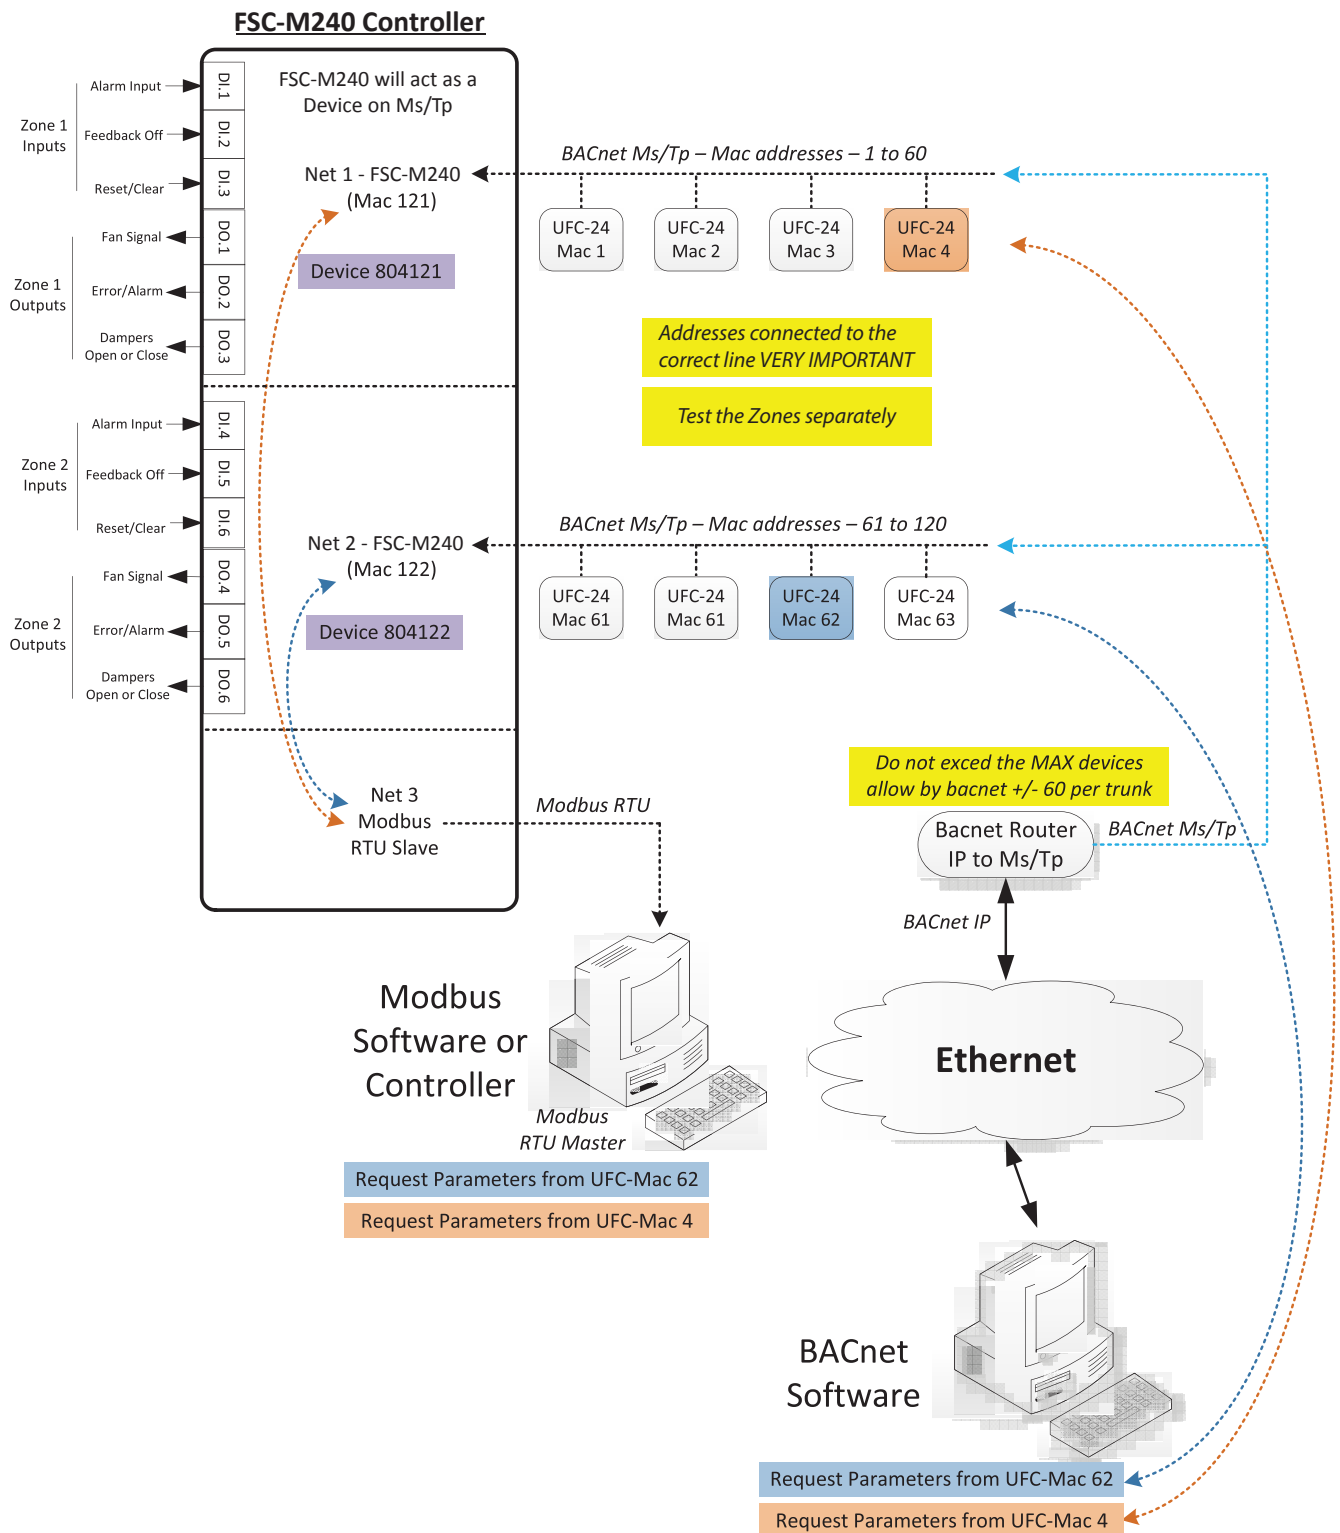 FSC-M240 Controller
FSC-M240 will act as a
Device on Ms/Tp
Zone 1
Inputs
Alarm Input
DI.1
Feedback Off
DI.2
Reset/Clear
DI.3
Zone 1
Outputs
Fan Signal
DO.1
Error/Alarm
DO.2
Dampers
Open or Close
DO.3
Net 1 - FSC-M240
(Mac 121)
Device 804121
BACnet Ms/Tp – Mac addresses – 1 to 60
UFC-24
Mac 1
UFC-24
Mac 2
UFC-24
Mac 3
UFC-24
Mac 4
Addresses connected to the
correct line VERY IMPORTANT
Test the Zones separately
Zone 2
Inputs
Alarm Input
DI.4
Feedback Off
DI.5
Reset/Clear
DI.6
Zone 2
Outputs
Fan Signal
DO.4
Error/Alarm
DO.5
Dampers
Open or Close
DO.6
Net 2 - FSC-M240
(Mac 122)
Device 804122
BACnet Ms/Tp – Mac addresses – 61 to 120
UFC-24
Mac 61
UFC-24
Mac 61
UFC-24
Mac 62
UFC-24
Mac 63
Net 3
Modbus
RTU Slave
Modbus RTU
Do not exced the MAX devices
allow by bacnet +/- 60 per trunk
Bacnet Router
IP to Ms/Tp
BACnet Ms/Tp
BACnet IP
Ethernet
Modbus
Software or
Controller
Modbus
RTU Master
Request Parameters from UFC-Mac 62
Request Parameters from UFC-Mac 4
BACnet
Software
Request Parameters from UFC-Mac 62
Request Parameters from UFC-Mac 4